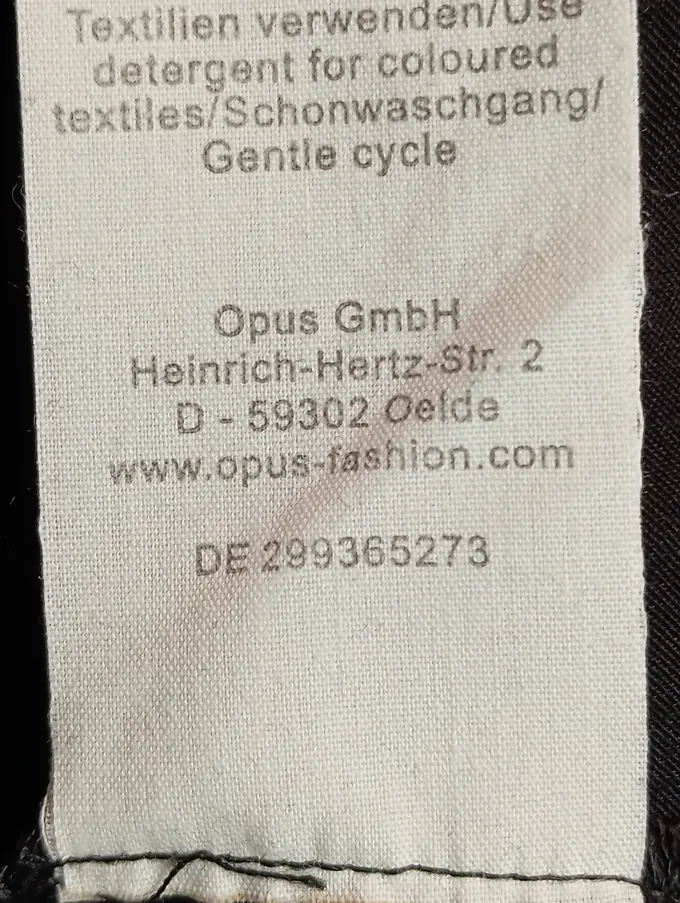 Textilien verwenden/Use
detergent for coloured
textiles/Schonwaschgang/
Gentle cycle
Opus GmbH
Heinrich-Hertz-Str. 2
D - 59302 Oelde
www.opus-fashion.com
DE 299365273